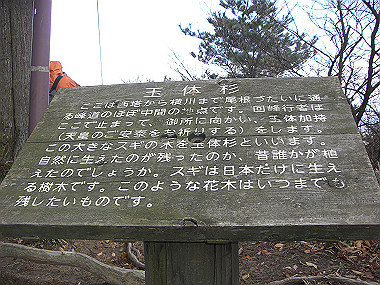 玉体杉
ここは西塔から横川まで尾根づたいに通
る峰道のほぼ中間の地点です。回峰行者は
ここで止まって、御所に向かい、玉体加持
（天皇のご安泰をお祈りする）をします。
この大きなスギの木を玉体杉といいます。
自然に生えたのが残ったのか、昔誰かが植
えたのでしょうか。スギは日本だけに生え
る樹木です。このような花木はいつまでも
残したいものです。